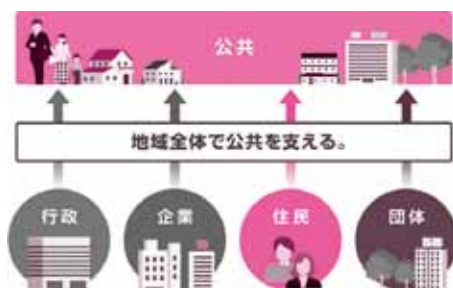 公共
地域全体で公共を支える。
行政
企業
住民
団体